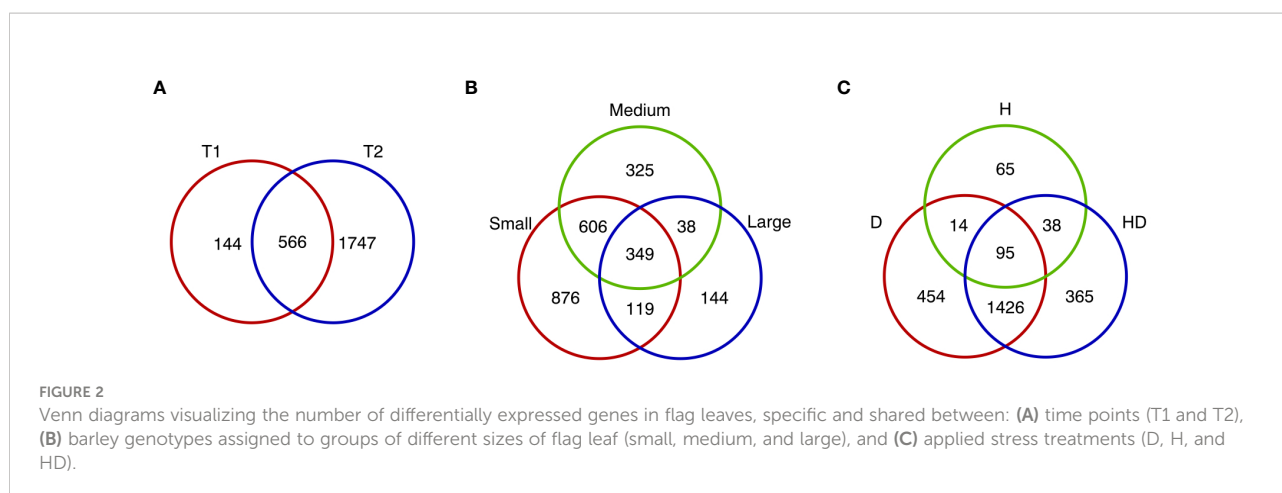 A
B
C
T1
T2
144
566
1747
Medium
325
Small
606
38
Large
349
876
119
144
H
65
D
14
38
HD
95
454
1426
365
FIGURE 2
Venn diagrams visualizing the number of differentially expressed genes in flag leaves, specific and shared between: (A) time points (T1 and T2),
(B) barley genotypes assigned to groups of different sizes of flag leaf (small, medium, and large), and (C) applied stress treatments (D, H, and
HD).